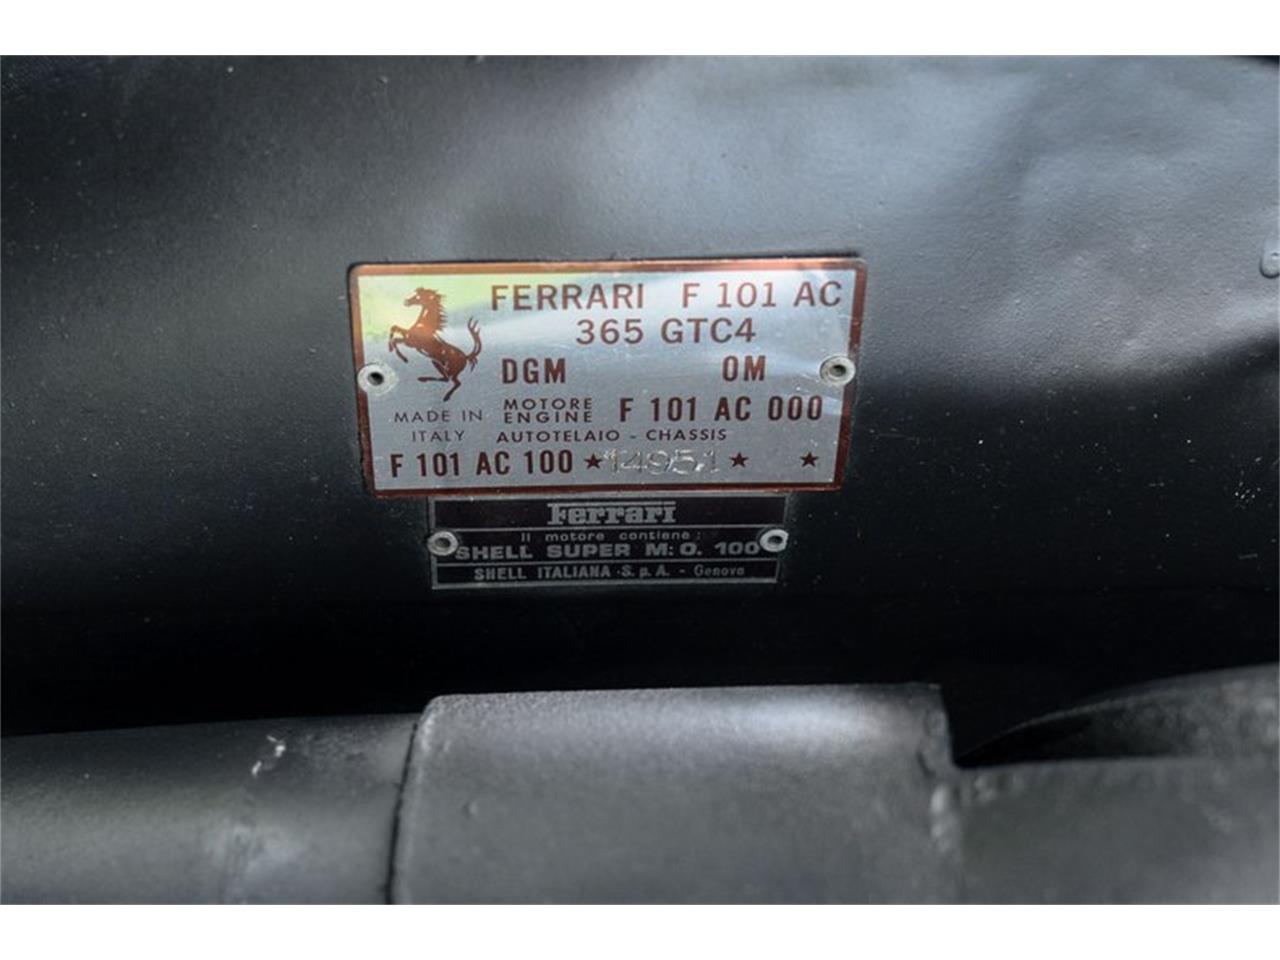 FERRARI F 101 AC
365 GTC4
DGM OM
MADE IN ITALY
MOTORE ENGINE F 101 AC 000
AUTOTELAIO - CHASSIS
F 101 AC 100 ★ 14951 ★ ★
Ferrari
Il motore contiene:
SHELL SUPER M.O. 100
SHELL ITALIANA S.p.A. - Genova